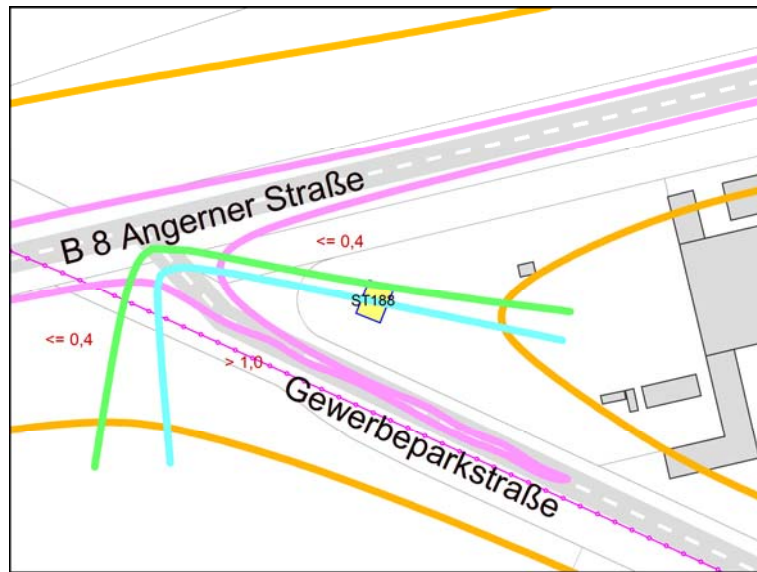 B 8 Angerner Straße
<= 0,4
ST188
<= 0,4
> 1,0
Gewerbeparkstraße